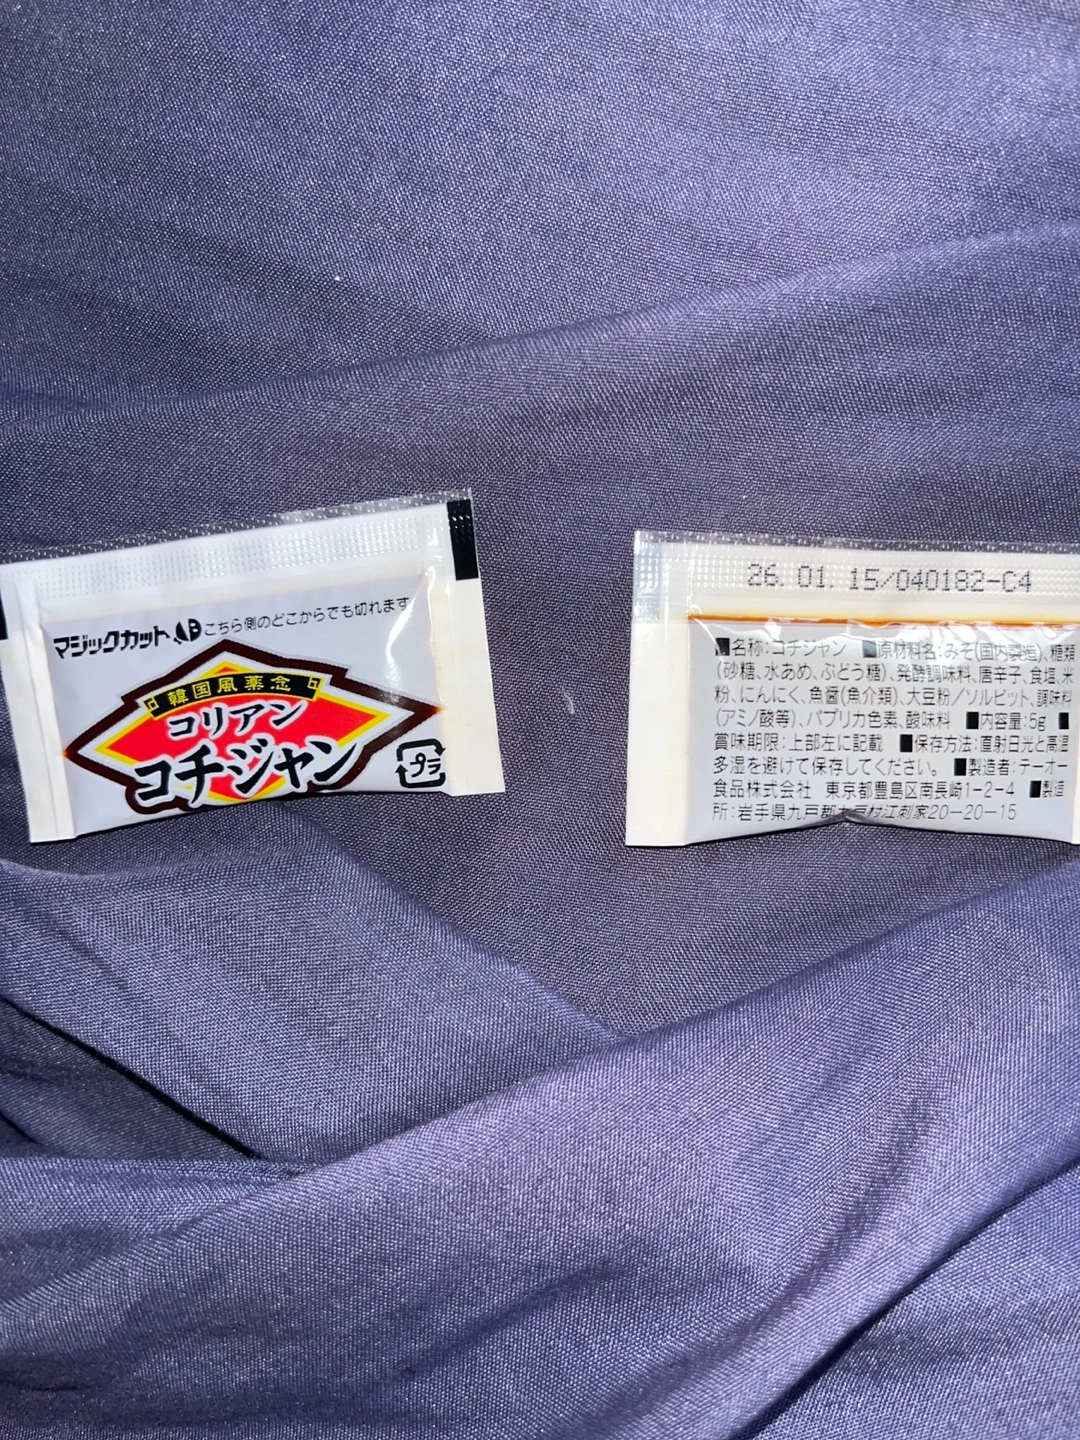 マジックカット こちら側のどこからでも切れます
韓国風薬念
コリアン
コチジャン
プラ
26. 01. 15/040182-C4
■名称:コチジャン ■原材料名:みそ(国内製造)、糖類
(砂糖、水あめ、ぶどう糖)、発酵調味料、唐辛子、食塩、米
粉、にんにく、魚醤(魚介類)、大豆粉/ソルビット、調味料
(アミノ酸等)、パプリカ色素、酸味料 ■内容量:5g ■
賞味期限:上部左に記載 ■保存方法:直射日光と高温
多湿を避けて保存してください。 ■製造者:テーオー
食品株式会社 東京都豊島区南長崎1-2-4 ■製造
所:岩手県九戸郡九戸村江刺家20-20-15